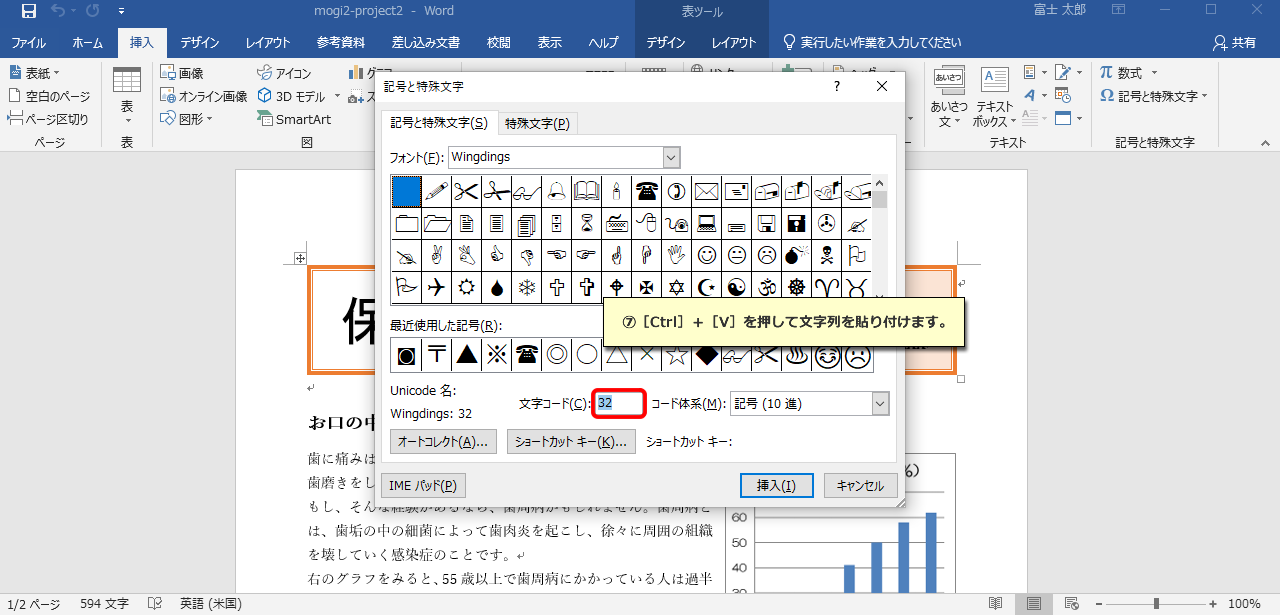 mogi2-project2 - Word
表ツール
富士 太郎
ファイル ホーム 挿入 デザイン レイアウト 参考資料 差し込み文書 校閲 表示 ヘルプ デザイン レイアウト 実行したい作業を入力してください 共有
表紙
空白のページ
ページ区切り
ページ
表
表
画像
オンライン画像
図形
アイコン
3D モデル
SmartArt
図
あいさつ
あいさつ
文
テキスト
ボックス
テキスト
π 数式
Ω 記号と特殊文字
記号と特殊文字
記号と特殊文字
?
記号と特殊文字(S) 特殊文字(P)
フォント(F): Wingdings
⑦［Ctrl］+［V］を押して文字列を貼り付けます。
最近使用した記号(R):
Unicode 名:
Wingdings: 32
文字コード(C): 32
コード体系(M): 記号 (10 進)
オートコレクト(A)... ショートカット キー(K)... ショートカット キー:
IME パッド(P) 挿入(I) キャンセル
保
お口の中
歯に痛みは
歯磨きをし
もし、そんな経験があるなら、歯周病かもしれません。歯周病と
は、歯垢の中の細菌によって歯肉炎を起こし、徐々に周囲の組織
を壊していく感染症のことです。
右のグラフをみると、55 歳以上で歯周病にかかっている人は過半
%)
60
50
40
30
1/2 ページ 594 文字 英語 (米国)
100%